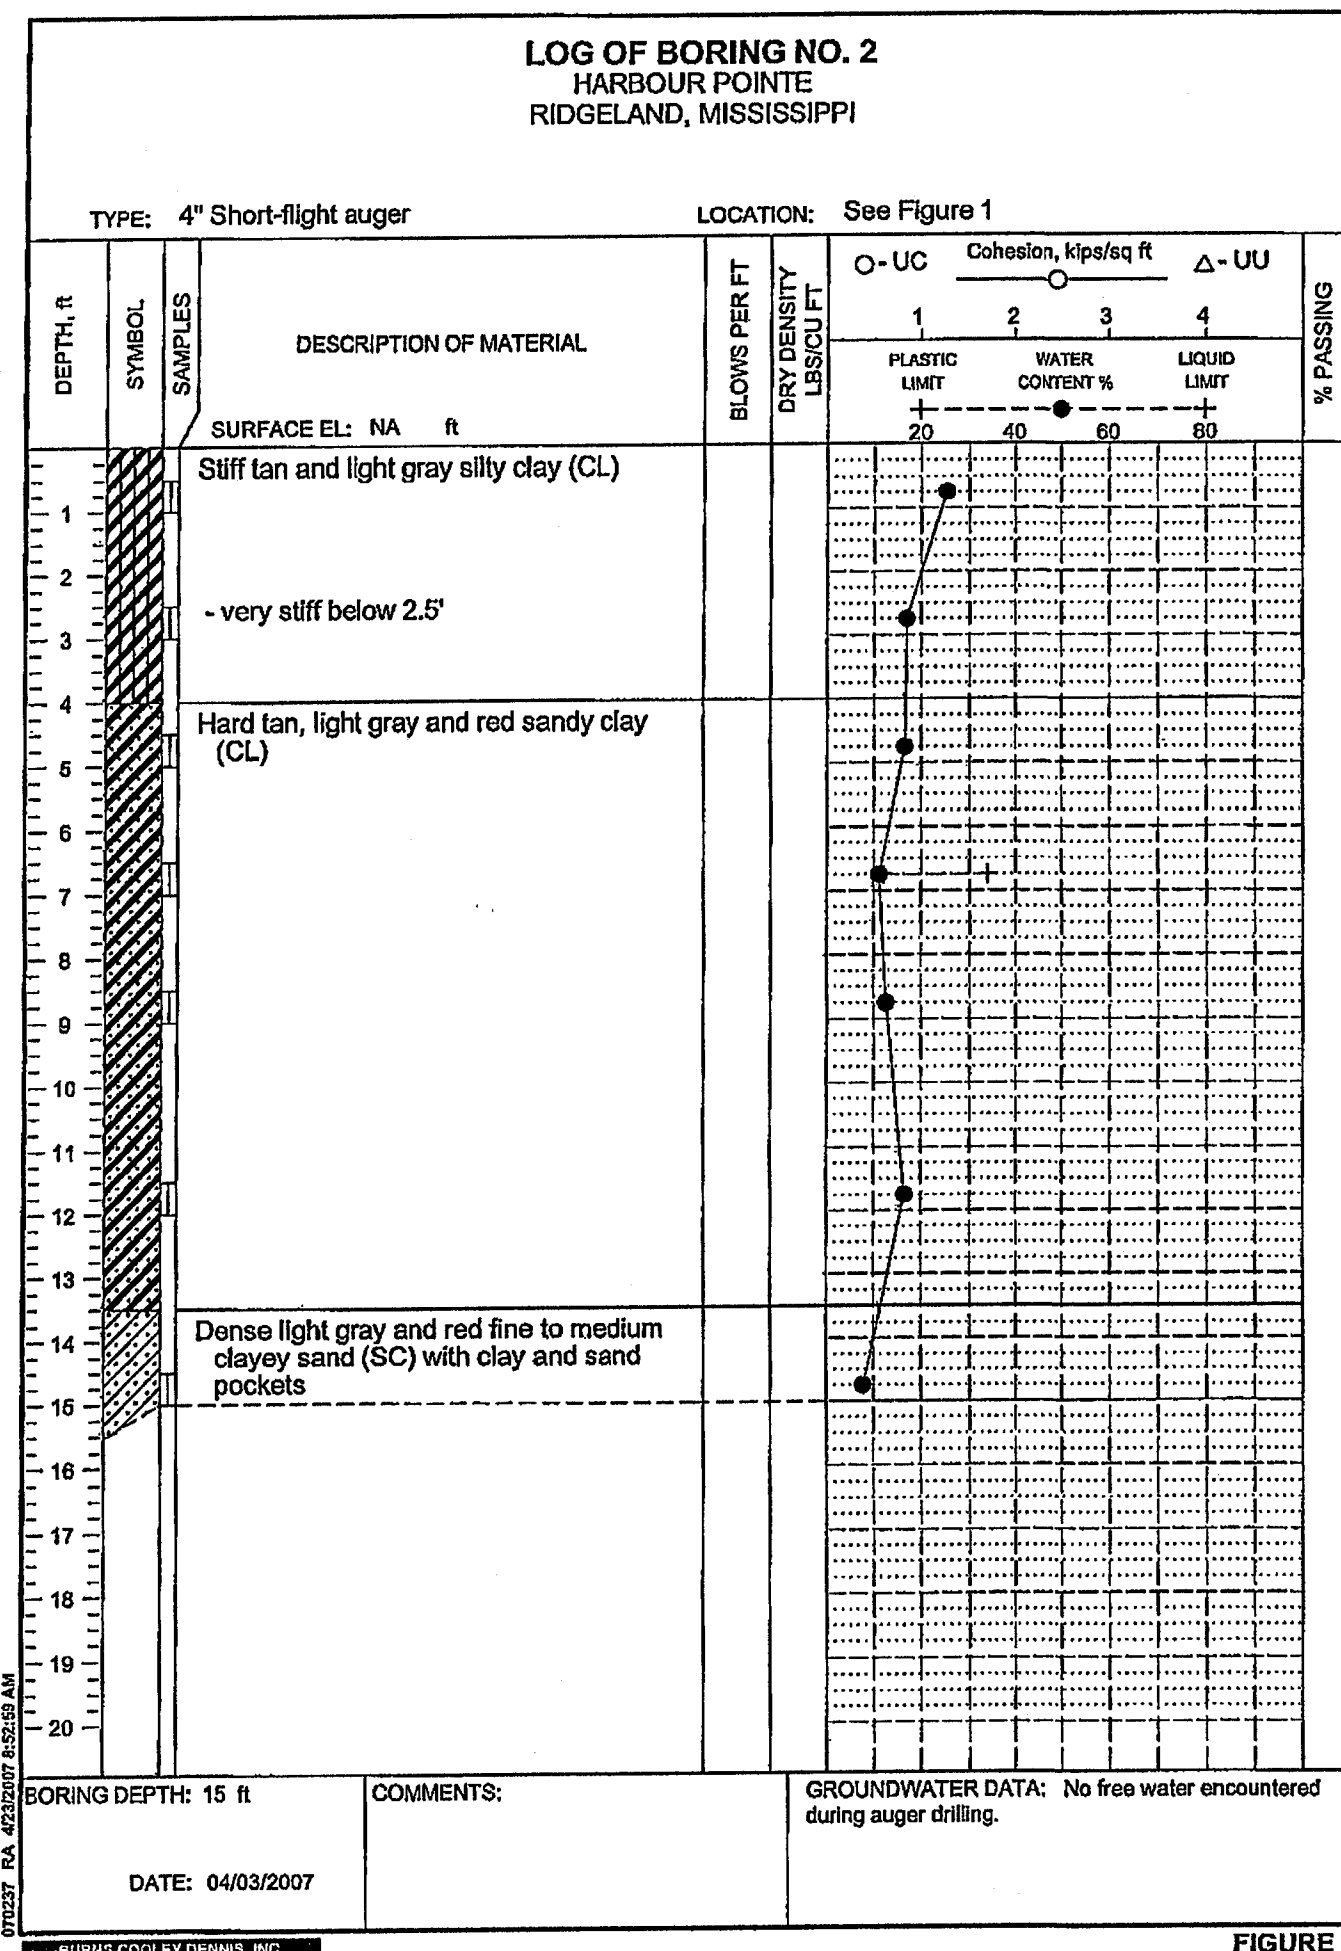 LOG OF BORING NO. 2
HARBOUR POINTE
RIDGELAND, MISSISSIPPI
TYPE: 4" Short-flight auger
LOCATION: See Figure 1
DEPTH, ft
SYMBOL
SAMPLES
DESCRIPTION OF MATERIAL
SURFACE EL: NA ft
BLOWS PER FT
DRY DENSITY
LBS/CU FT
O - UC Cohesion, kips/sq ft Δ - UU
1 2 3 4
PLASTIC WATER LIQUID
LIMIT CONTENT % LIMIT
20 40 60 80
% PASSING
Stiff tan and light gray silty clay (CL)
1
2
- very stiff below 2.5'
3
4
Hard tan, light gray and red sandy clay
(CL)
5
6
7
8
9
10
11
12
13
Dense light gray and red fine to medium
14
clayey sand (SC) with clay and sand
pockets
15
16
17
18
19
20
BORING DEPTH: 15 ft
DATE: 04/03/2007
COMMENTS:
GROUNDWATER DATA: No free water encountered
during auger drilling.
070237 RA 4/23/2007 8:52:59 AM
BURNS COOLEY DENNIS, INC.
FIGURE